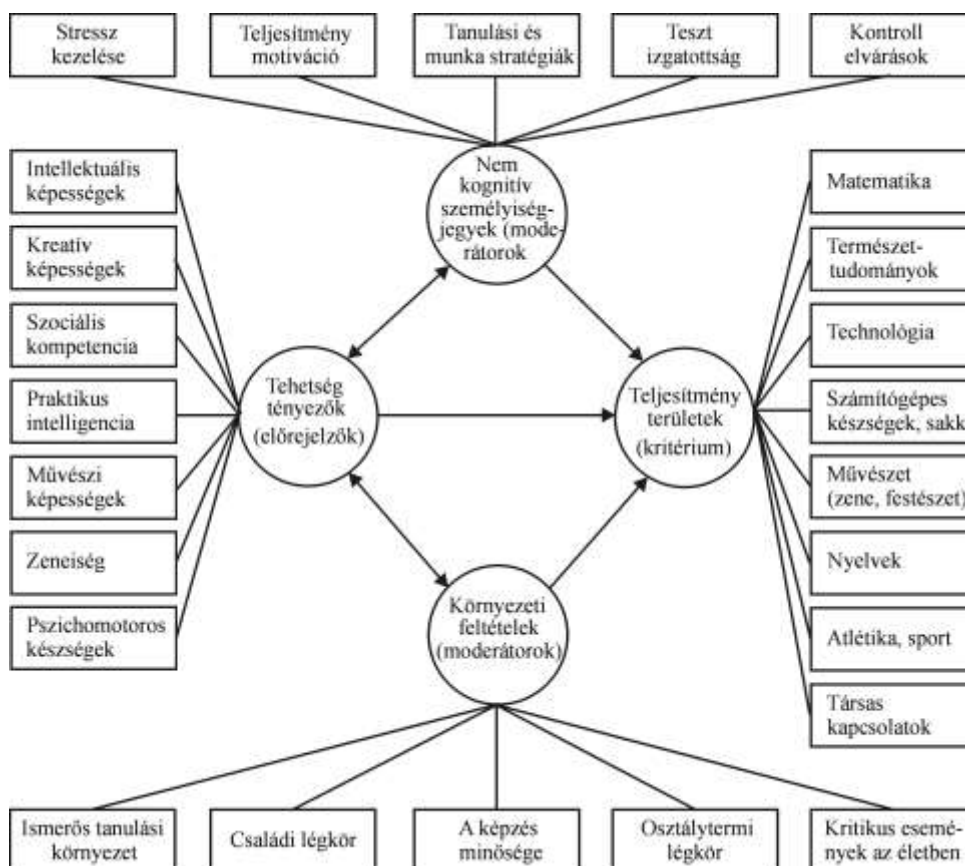 Stressz
kezelése
Teljesítmény
motiváció
Tanulási és
munka stratégiák
Teszt
izgatottság
Kontroll
elvárások
Nem
kognitív
személyiség-
jegyek (mode-
rátorok
Intellektuális
képességek
Kreatív
képességek
Szociális
kompetencia
Praktikus
intelligencia
Művészi
képességek
Zeneiség
Pszichomotoros
készségek
Tehetség
tényezők
(előrejelzők)
Teljesítmény
területek
(kritérium)
Matematika
Természet-
tudományok
Technológia
Számítógépes
készségek, sakk
Művészet
(zene, festészet)
Nyelvek
Atlétika, sport
Társas
kapcsolatok
Környezeti
feltételek
(moderátorok)
Ismerős tanulási
környezet
Családi légkör
A képzés
minősége
Osztálytermi
légkör
Kritikus esemé-
nyek az életben